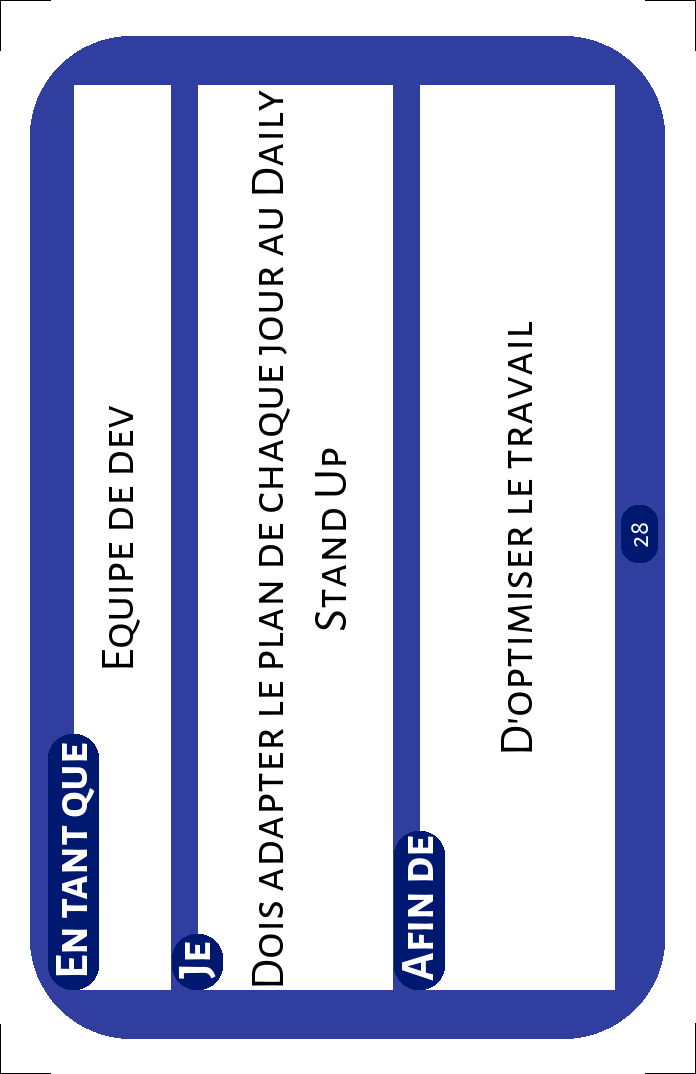 En tant que
Equipe de dev
Je
Dois adapter le plan de chaque jour au Daily
Stand Up
Afin de
D'optimiser le travail
28